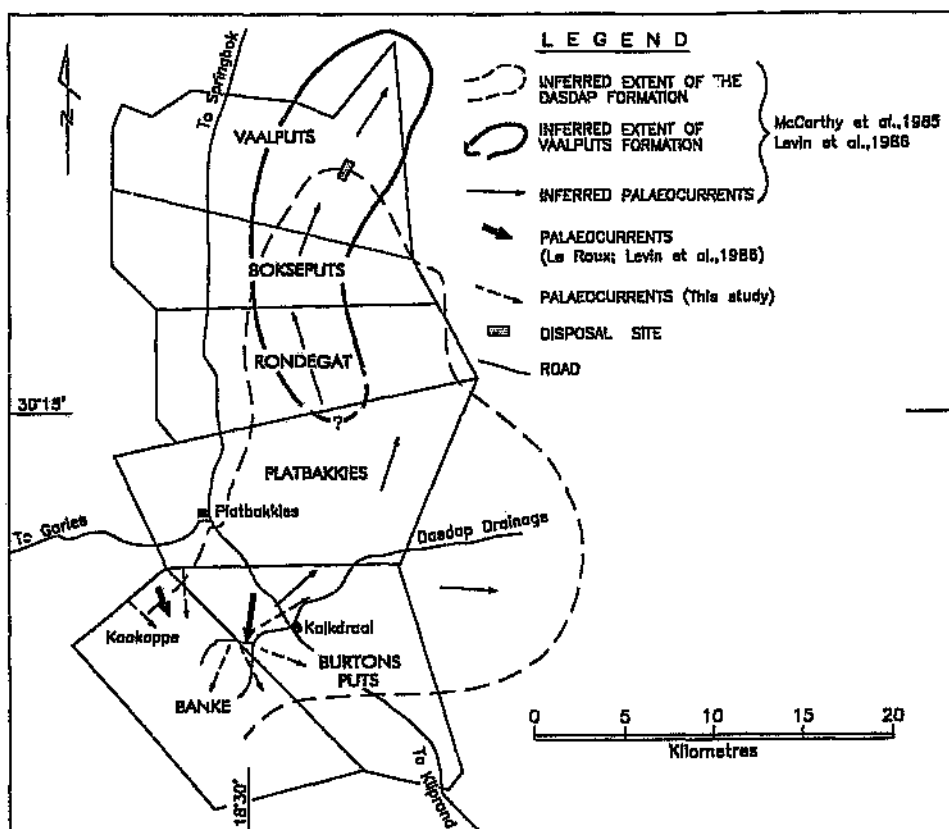 LEGEND
INFERRED EXTENT OF THE
DASDAP FORMATION
INFERRED EXTENT OF
VAALPUTS FORMATION
McCarthy et al.,1985
Levin et al.,1986
INFERRED PALAEOCURRENTS
PALAEOCURRENTS
(Le Roux; Levin et al.,1986)
PALAEOCURRENTS (This study)
DISPOSAL SITE
ROAD
N
To Springbok
VAALPUTS
BOKSEPUTS
RONDEGAT
30°15'
?
PLATBAKKIES
Platbakkies
To Garies
Dasdap Drainage
Kookoppe
Kalkdraai
BURTONS
PUTS
BANKE
18°30'
To Kliprand
0 5 10 15 20
Kilometres